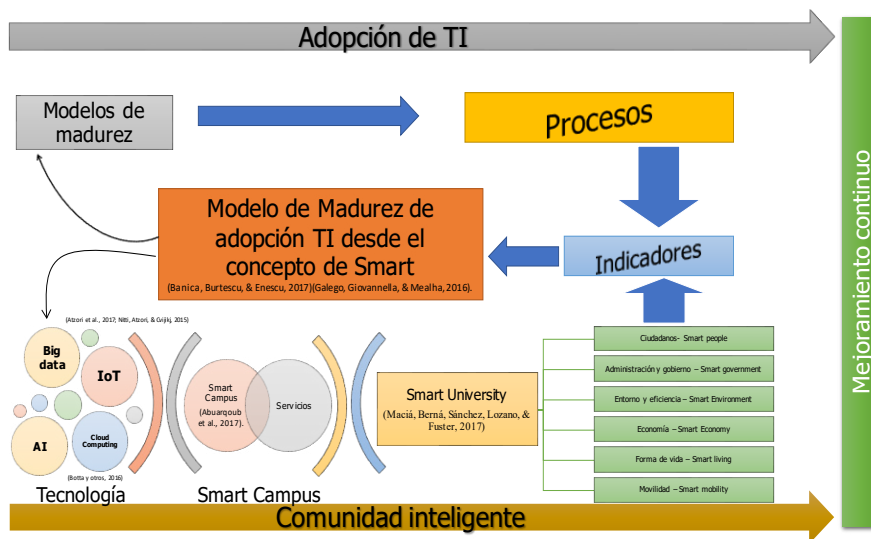 Adopción de TI
Modelos de
madurez
Procesos
Modelo de Madurez de
adopción TI desde el
concepto de Smart
(Banica, Burtescu, & Enescu, 2017)(Galego, Giovannella, & Mealha, 2016).
Indicadores
Mejoramiento continuo
(Atzori et al., 2017; Nitti, Atzori, & Cvijikj, 2015)
Big
data
IoT
AI
Cloud
Computing
(Botta y otros, 2016)
Tecnología
Smart
Campus
(Abuarqoub
et al., 2017).
Servicios
Smart Campus
Smart University
(Maciá, Berná, Sánchez, Lozano, &
Fuster, 2017)
Ciudadanos- Smart people
Administración y gobierno – Smart government
Entorno y eficiencia – Smart Environment
Economía – Smart Economy
Forma de vida – Smart living
Movilidad – Smart mobility
Comunidad inteligente